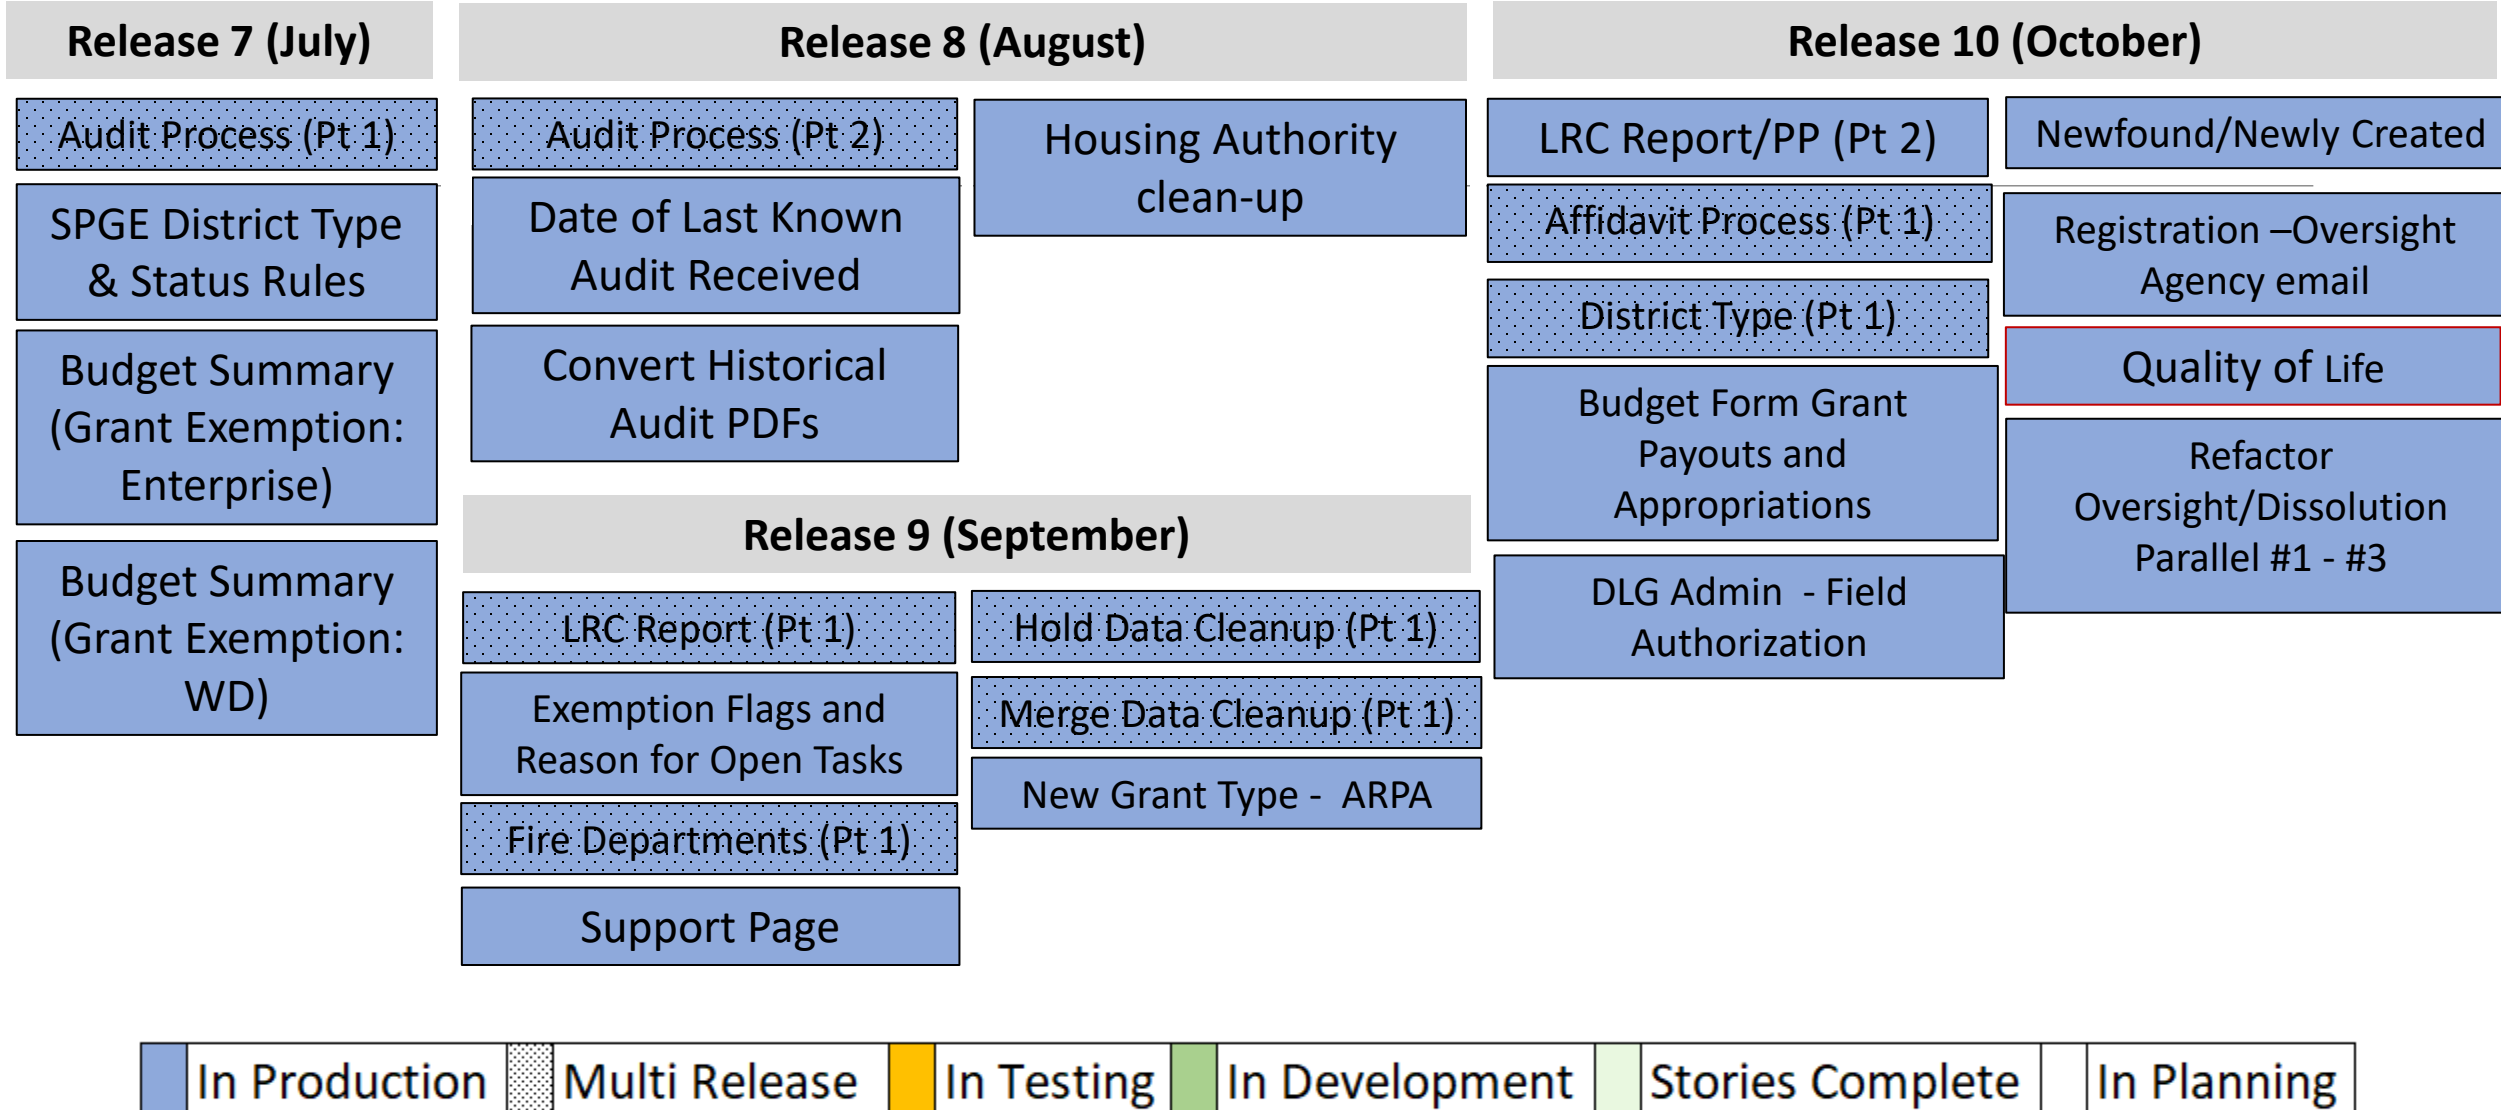 Release 7 (July)
Audit Process (Pt 1)
SPGE District Type
& Status Rules
Budget Summary
(Grant Exemption:
Enterprise)
Budget Summary
(Grant Exemption:
WD)
Release 8 (August)
Audit Process (Pt 2)
Date of Last Known
Audit Received
Convert Historical
Audit PDFs
Housing Authority
clean-up
Release 9 (September)
LRC Report (Pt 1)
Exemption Flags and
Reason for Open Tasks
Fire Departments (Pt 1)
Support Page
Hold Data Cleanup (Pt 1)
Merge Data Cleanup (Pt 1)
New Grant Type -  ARPA
Release 10 (October)
LRC Report/PP (Pt 2)
Affidavit Process (Pt 1)
District Type (Pt 1)
Budget Form Grant
Payouts and
Appropriations
DLG Admin  - Field
Authorization
Newfound/Newly Created
Registration –Oversight
Agency email
Quality of Life
Refactor
Oversight/Dissolution
Parallel #1 - #3
In Production
Multi Release
In Testing
In Development
Stories Complete
In Planning